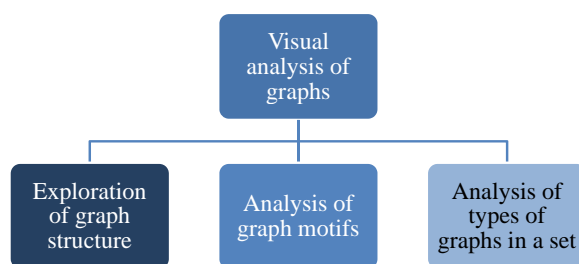 Visual
analysis of
graphs
Exploration
of graph
structure
Analysis of
graph motifs
Analysis of
types of
graphs in a set